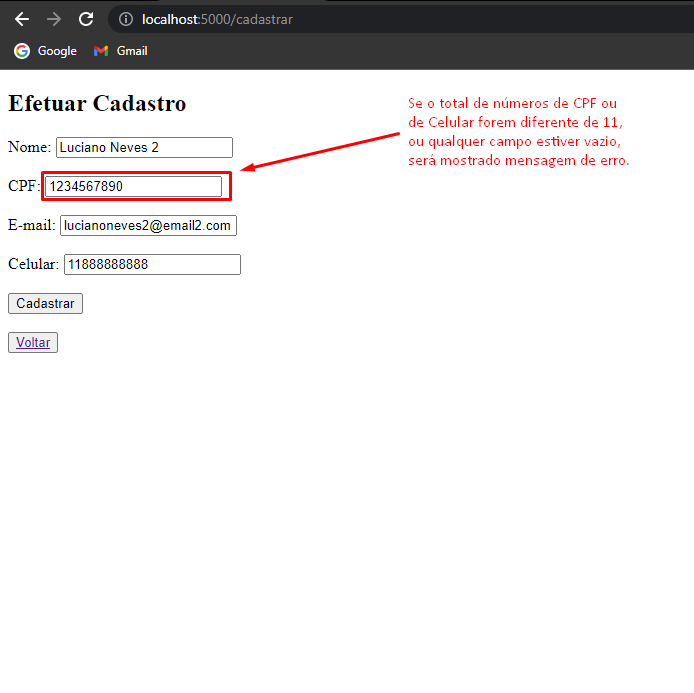 localhost:5000/cadastrar
Google Gmail
Efetuar Cadastro
Nome: Luciano Neves 2
CPF: 1234567890
E-mail: lucianoneves2@email2.com
Celular: 11888888888
Cadastrar
Voltar
Se o total de números de CPF ou
de Celular forem diferente de 11,
ou qualquer campo estiver vazio,
será mostrado mensagem de erro.